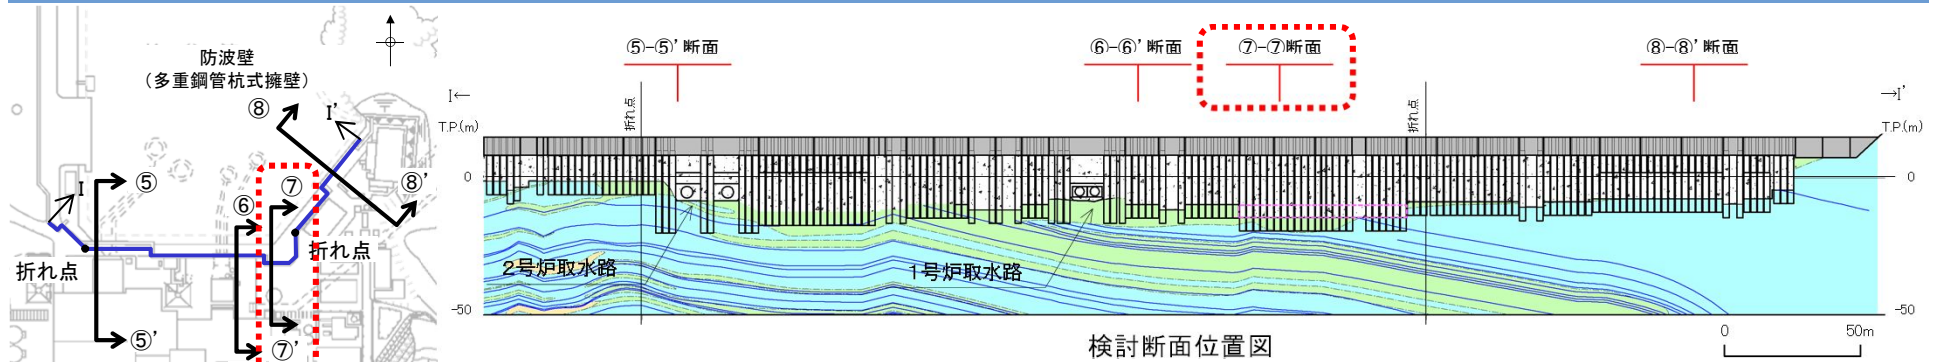 防波壁
(多重鋼管杭式擁壁)
⑧
I'
I
⑤
⑦
⑧'
⑥
折れ点
折れ点
⑤'
⑦'
⑤-⑤' 断面
⑥-⑥' 断面
⑦-⑦断面
⑧-⑧' 断面
I←
→I'
折れ点
折れ点
T.P.(m)
T.P.(m)
0
0
2号炉取水路
1号炉取水路
-50
-50
検討断面位置図
0
50m